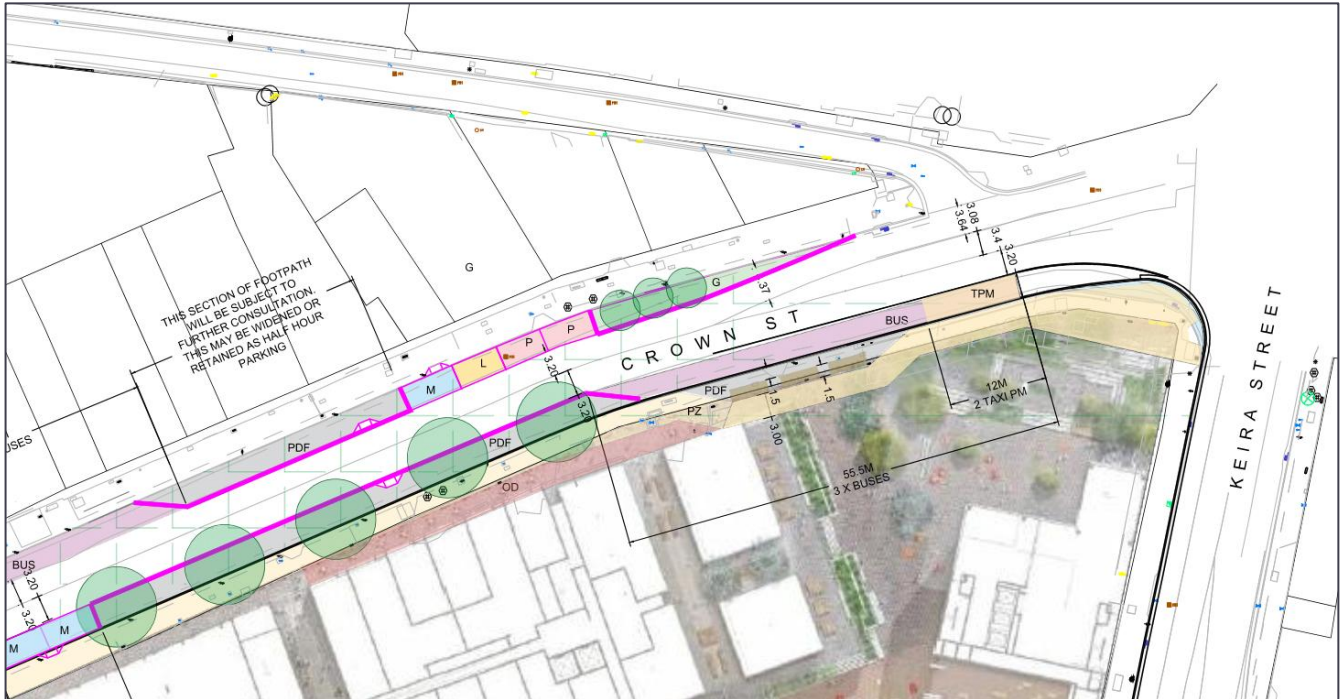 THIS SECTION OF FOOTPATH
WILL BE SUBJECT TO
FURTHER CONSULTATION.
THIS MAY BE WIDENED OR
RETAINED AS HALF HOUR
PARKING
G
G
3.08
3.64
3.4
3.20
.37
TPM
BUS
CROWN ST
P
P
L
M
3.20
3.20
PDF
PZ
1.5
1.5
3.00
12M
2 TAXI PM
55.5M
3 X BUSES
KEIRA STREET
USES
PDF
PDF
OD
BUS
3.20
3.20
M
M